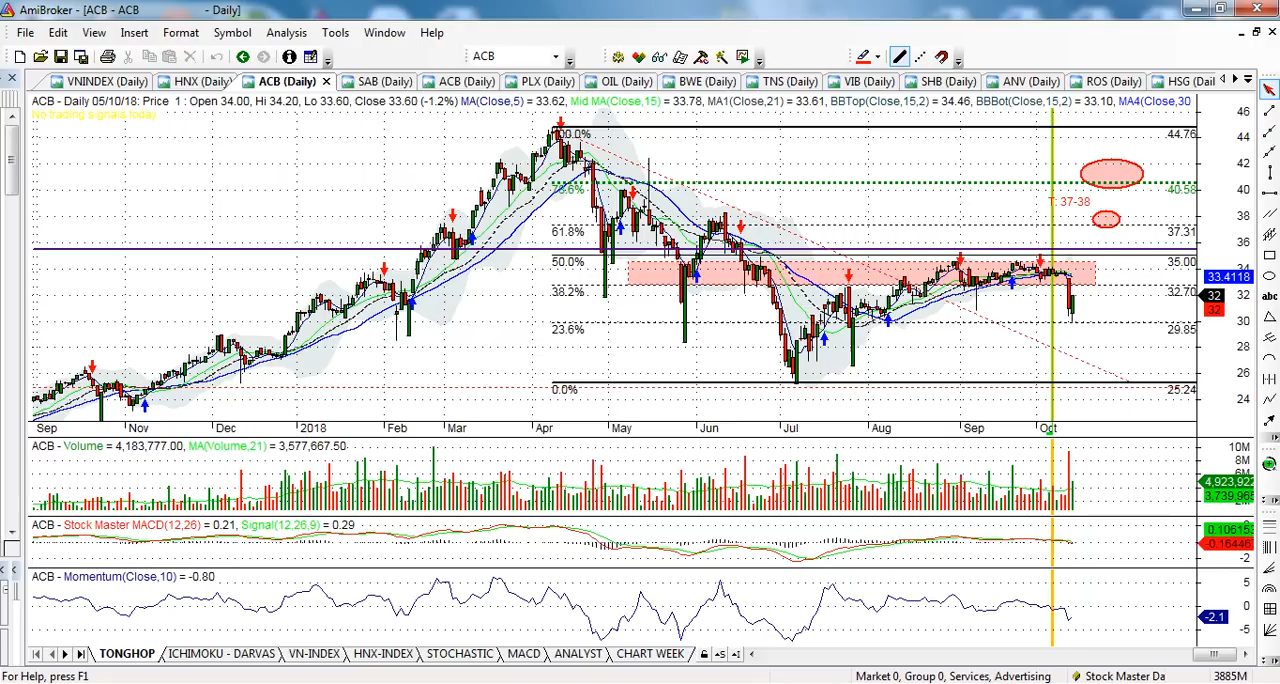 AmiBroker - [ACB - ACB - Daily]
File Edit View Insert Format Symbol Analysis Tools Window Help
ACB
VNINDEX (Daily) HNX (Daily) ACB (Daily) SAB (Daily) ACB (Daily) PLX (Daily) OIL (Daily) BWE (Daily) TNS (Daily) VIB (Daily) SHB (Daily) ANV (Daily) ROS (Daily) HSG (Daily)
ACB - Daily 05/10/18: Price 1: Open 34.00, Hi 34.20, Lo 33.60, Close 33.60 (-1.2%) MA(Close,5) = 33.62, Mid MA(Close,15) = 33.78, MA1(Close,21) = 33.61, BBTop(Close,15,2) = 34.46, BBBot(Close,15,2) = 33.10, MA4(Close,30
No trading signals today
46
100.0% 44.76
44
42
78.6% 40.58
40
T: 37-38
38
61.8% 37.31
36
50.0% 35.00
34
33.4118
38.2% 32.70
32
32
30
23.6% 29.85
28
26
0.0% 25.24
24
Sep Nov Dec 2018 Feb Mar Apr May Jun Jul Aug Sep Oct
ACB - Volume = 4,183,777.00, MA(Volume,21) = 3,577,667.50
10M
8M
6M
4,923,922
3,739,965
ACB - Stock Master MACD(12,26) = 0.21, Signal(12,26,9) = 0.29
0.10615
-0.16446
-2
ACB - Momentum(Close,10) = -0.80
5
0
-2.1
-5
TONGHOP ICHIMOKU - DARVAS VN-INDEX HNX-INDEX STOCHASTIC MACD ANALYST CHART WEEK
For Help, press F1 Market 0, Group 0, Services, Advertising Stock Master Da 3885M